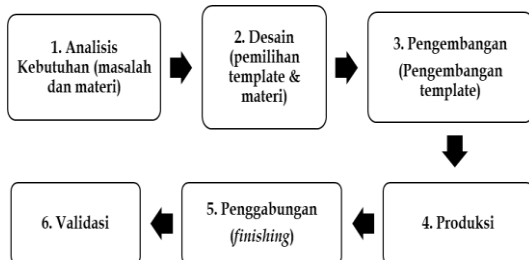 1. Analisis
Kebutuhan (masalah
dan materi)
2. Desain
(pemilihan
template &
materi)
3. Pengembangan
(Pengembangan
template)
4. Produksi
5. Penggabungan
(finishing)
6. Validasi